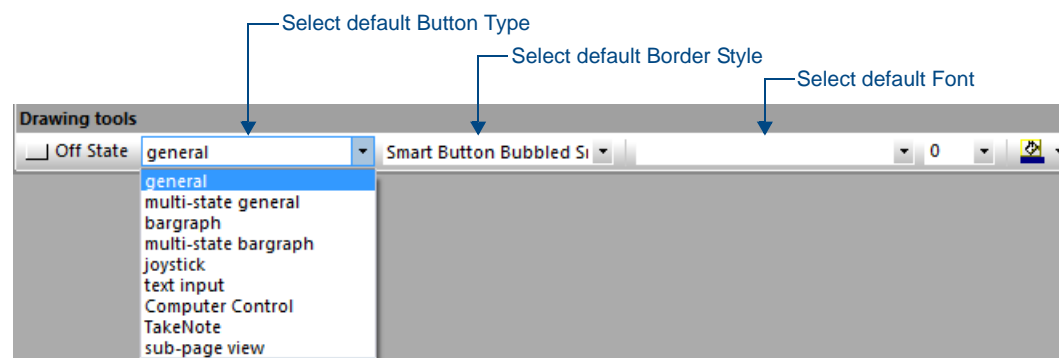 Select default Button Type
Select default Border Style
Select default Font
Drawing tools
Off State general Smart Button Bubbled 0
general
multi-state general
bargraph
multi-state bargraph
joystick
text input
Computer Control
TakeNote
sub-page view